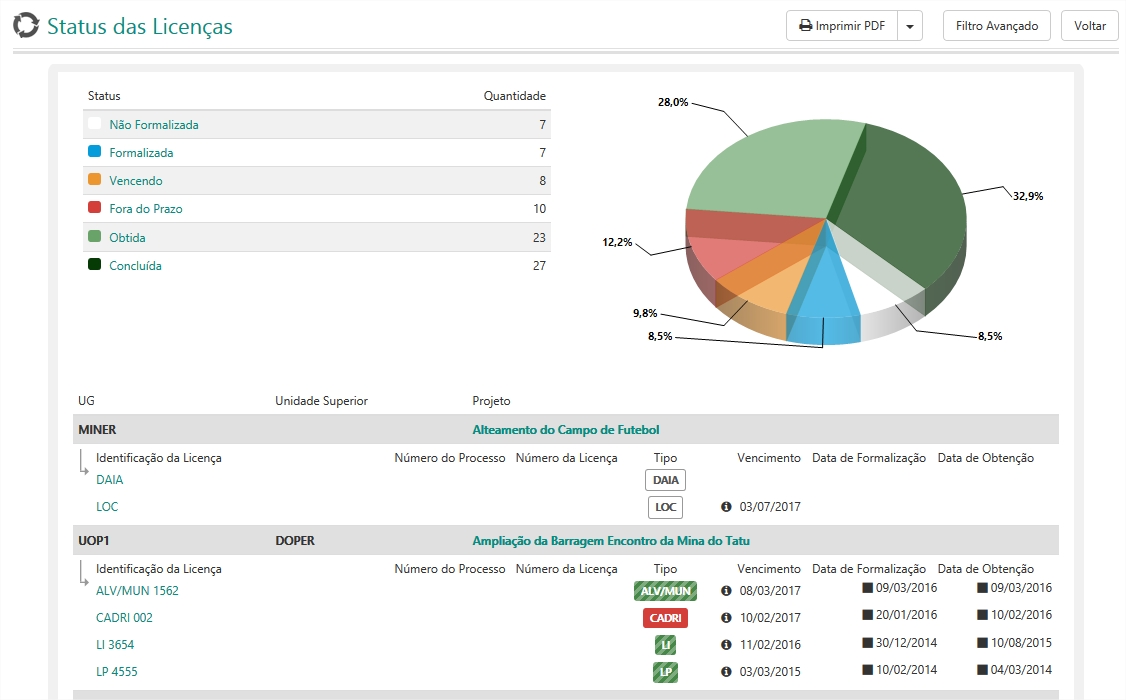 Status das Licenças
Imprimir PDF
Filtro Avançado
Voltar
Status Quantidade
Não Formalizada 7
Formalizada 7
Vencendo 8
Fora do Prazo 10
Obtida 23
Concluída 27
28,0%
32,9%
12,2%
9,8%
8,5%
8,5%
UG Unidade Superior Projeto
MINER Alteamento do Campo de Futebol
Identificação da Licença Número do Processo Número da Licença Tipo Vencimento Data de Formalização Data de Obtenção
DAIA DAIA
LOC LOC 03/07/2017
UOP1 DOPER Ampliação da Barragem Encontro da Mina do Tatu
Identificação da Licença Número do Processo Número da Licença Tipo Vencimento Data de Formalização Data de Obtenção
ALV/MUN 1562 ALV/MUN 08/03/2017 09/03/2016 09/03/2016
CADRI 002 CADRI 10/02/2017 20/01/2016 10/02/2016
LI 3654 LI 11/02/2016 30/12/2014 10/08/2015
LP 4555 LP 03/03/2015 10/02/2014 04/03/2014